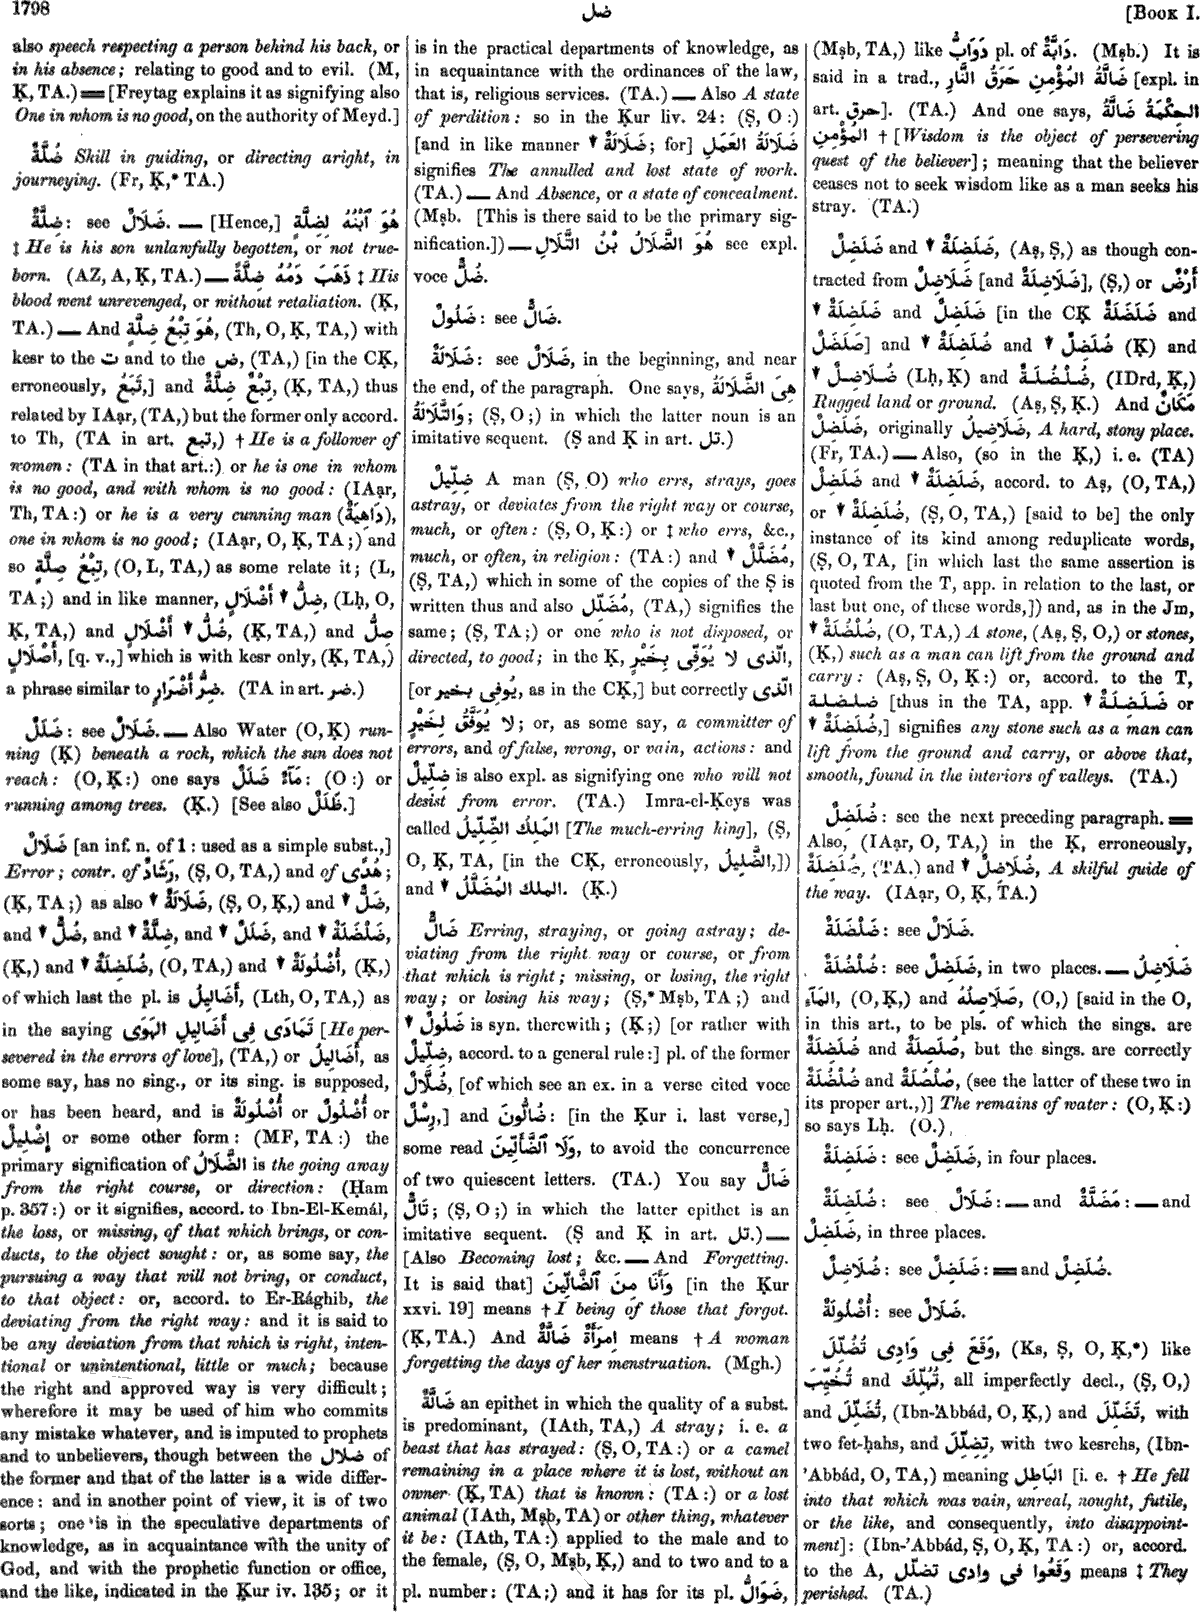 1798
ضل
[BOOK I.
also speech respecting a person behind his back, or
in his absence; relating to good and to evil. (M,
Ḳ, TA.) ═ [Freytag explains it as signifying also
One in whom is no good, on the authority of Meyd.]
ضُلَّةٌ Skill in guiding, or directing aright, in
journeying. (Fr, Ḳ,* TA.)
ضِلَّةٌ: see ضَلَالٌ. — [Hence,] هُوَ ٱبْنُهُ لِضِلَّةٍ
‡ He is his son unlawfully begotten, or not true-
born. (AZ, A, Ḳ, TA.) — ذَهَبَ دَمُهُ ضِلَّةً ‡ His
blood went unrevenged, or without retaliation. (Ḳ,
TA.) — And هُوَ تِبْعُ ضِلَّةٍ, (Th, O, Ḳ, TA,) with
kesr to the ت and to the ض, (TA,) [in the CḲ,
erroneously, تَبَعُ,] and تِبْعٌ ضِلَّةٌ, (Ḳ, TA,) thus
related by IAạr, (TA,) but the former only accord.
to Th, (TA in art. تبع,) † He is a follower of
women: (TA in that art.:) or he is one in whom
is no good, and with whom is no good: (IAạr,
Th, TA:) or he is a very cunning man (دَاهِيَةٌ),
one in whom is no good; (IAạr, O, Ḳ, TA;) and
so تِبْعُ صِلَّةٍ, (O, L, TA,) as some relate it; (L,
TA;) and in like manner, ضِلُّ ▼ أَضْلَالٍ, (Lḥ, O,
Ḳ, TA,) and ضُلُّ ▼ أَضْلَالٍ, (Ḳ, TA,) and صِلُّ
أَصْلَالٍ, [q. v.,] which is with kesr only, (Ḳ, TA,)
a phrase similar to ضِرُّ أَضْرَارٍ. (TA in art. ضر.)
ضَلَلٌ: see ضَلَالٌ. — Also Water (O, Ḳ) run-
ning (Ḳ) beneath a rock, which the sun does not
reach: (O, Ḳ:) one says مَآءٌ ضَلَلٌ: (O:) or
running among trees. (Ḳ.) [See also ظَلَلٌ.]
ضَلَالٌ [an inf. n. of 1: used as a simple subst.,]
Error; contr. of رَشَادٌ, (Ṣ, O, TA,) and of هُدًى;
(Ḳ, TA;) as also ▼ ضَلَالَةٌ, (Ṣ, O, Ḳ,) and ▼ ضَلٌّ,
and ▼ ضُلٌّ, and ▼ ضِلَّةٌ, and ▼ ضَلَلٌ, and ▼ ضَلْضَلَةٌ,
(Ḳ,) and ▼ ضُلَضِلَةٌ, (O, TA,) and ▼ أُضْلُولَةٌ, (Ḳ,)
of which last the pl. is أَضَالِيلُ, (Lth, O, TA,) as
in the saying تَمَادَى فِى أَضَالِيلِ الهَوَى [He per-
severed in the errors of love], (TA,) or أَضَالِيلُ, as
some say, has no sing., or its sing. is supposed,
or has been heard, and is أُضْلُولَةٌ or أُضْلُولٌ or
إِضْلِيلٌ or some other form: (MF, TA:) the
primary signification of الضَّلَالُ is the going away
from the right course, or direction: (Ḥam
p. 357:) or it signifies, accord. to Ibn-El-Kemál,
the loss, or missing, of that which brings, or con-
ducts, to the object sought: or, as some say, the
pursuing a way that will not bring, or conduct,
to that object: or, accord. to Er-Rághib, the
deviating from the right way: and it is said to
be any deviation from that which is right, inten-
tional or unintentional, little or much; because
the right and approved way is very difficult;
wherefore it may be used of him who commits
any mistake whatever, and is imputed to prophets
and to unbelievers, though between the ضلال of
the former and that of the latter is a wide differ-
ence: and in another point of view, it is of two
sorts; one is in the speculative departments of
knowledge, as in acquaintance with the unity of
God, and with the prophetic function or office,
and the like, indicated in the Ḳur iv. 135; or it
is in the practical departments of knowledge, as
in acquaintance with the ordinances of the law,
that is, religious services. (TA.) — Also A state
of perdition: so in the Ḳur liv. 24: (Ṣ, O:)
[and in like manner ▼ ضَلَالَةٌ; for] ضَلَالَةُ العَمَلِ
signifies The annulled and lost state of work.
(TA.) — And Absence, or a state of concealment.
(Mṣb. [This is there said to be the primary sig-
nification.]) — هُوَ الضَّلَالُ بْنُ التَّلَالِ see expl.
voce ضُلٌّ.
ضَلُولٌ: see ضَالٌّ.
ضَلَالَةٌ: see ضَلَالٌ, in the beginning, and near
the end, of the paragraph. One says, هِىَ الضَّلَالَةُ
وَالتَّلَالَةُ; (Ṣ, O;) in which the latter noun is an
imitative sequent. (Ṣ and Ḳ in art. تل.)
ضِلِّيلٌ A man (Ṣ, O) who errs, strays, goes
astray, or deviates from the right way or course,
much, or often: (Ṣ, O, Ḳ:) or ‡ who errs, &c.,
much, or often, in religion: (TA:) and ▼ مُضَلَّلٌ,
(Ṣ, TA,) which in some of the copies of the Ṣ is
written thus and also مُضَلِّل, (TA,) signifies the
same; (Ṣ, TA;) or one who is not disposed, or
directed, to good; in the Ḳ, الَّذى لا يُوَفَّى بِخَيْرٍ,
[or يُوفِى بخير, as in the CḲ,] but correctly الّذى
لا يُوَفَّقُ لِخَيْرٍ; or, as some say, a committer of
errors, and of false, wrong, or vain, actions: and
ضِلِّيلٌ is also expl. as signifying one who will not
desist from error. (TA.) Imra-el-Keys was
called المَلِكُ الضِّلِّيلُ [The much-erring king], (Ṣ,
O, Ḳ, TA, [in the CḲ, erroneously, الضَّلِيلُ,])
and ▼ الملك المُضَلَّلُ. (Ḳ.)
ضَالٌّ Erring, straying, or going astray; de-
viating from the right way or course, or from
that which is right; missing, or losing, the right
way; or losing his way; (Ṣ,* Mṣb, TA;) and
▼ ضَلُولٌ is syn. therewith; (Ḳ;) [or rather with
ضِلِّيلٌ, accord. to a general rule:] pl. of the former
ضُلَّالٌ, [of which see an ex. in a verse cited voce
رِسْلٌ,] and ضَالُّونَ: [in the Ḳur i. last verse,]
some read وَلَا ٱلضَّأَلِّينَ, to avoid the concurrence
of two quiescent letters. (TA.) You say ضَالٌّ
تَالٌّ; (Ṣ, O;) in which the latter epithet is an
imitative sequent. (Ṣ and Ḳ in art. تل.) —
[Also Becoming lost; &c. — And Forgetting.
It is said that] وَأَنَا مِنَ ٱلضَّالِّينَ [in the Ḳur
xxvi. 19] means † I being of those that forgot.
(Ḳ, TA.) And امرَأَةٌ ضَالَّةٌ means † A woman
forgetting the days of her menstruation. (Mgh.)
ضَالَّةٌ an epithet in which the quality of a subst.
is predominant, (IAth, TA,) A stray; i. e. a
beast that has strayed: (Ṣ, O, TA:) or a camel
remaining in a place where it is lost, without an
owner (Ḳ, TA) that is known: (TA:) or a lost
animal (IAth, Mṣb, TA) or other thing, whatever
it be: (IAth, TA:) applied to the male and to
the female, (Ṣ, O, Mṣb, Ḳ,) and to two and to a
pl. number: (TA;) and it has for its pl. ضَوَالُّ,
(Mṣb, TA,) like دَوَابُّ pl. of دَابَّةٌ. (Mṣb.) It is
said in a trad., ضَالَّةُ المُؤْمِنِ حَرَقُ النَّارِ [expl. in
art. حرق]. (TA.) And one says, الحِكْمَةُ ضَالَّةُ
المُؤْمِنِ † [Wisdom is the object of persevering
quest of the believer]; meaning that the believer
ceases not to seek wisdom like as a man seeks his
stray. (TA.)
ضَلَضِلٌ and ▼ ضَلَضِلَةٌ, (Aṣ, Ṣ,) as though con-
tracted from ضَلَاضِلٌ [and ضَلَاضِلَةٌ], (Ṣ,) or أَرْضٌ
▼ ضَلَضِلَةٌ and ضَلَضِلٌ [in the CḲ ضَلَضَلَةٌ and
ضَلَضَلٌ] and ▼ ضُلَضِلَةٌ and ▼ ضُلَضِلٌ (Ḳ) and
▼ ضُلَاضِلٌ (Lḥ, Ḳ) and ضُلْضُلَةٌ, (IDrd, Ḳ,)
Rugged land or ground. (Aṣ, Ṣ, Ḳ.) And مَكَانٌ
ضَلَضِلٌ, originally ضَلَاضِيلُ, A hard, stony place.
(Fr, TA.) — Also, (so in the Ḳ,) i. e. (TA)
ضَلَضِلٌ and ▼ ضَلَضِلَةٌ, accord. to Aṣ, (O, TA,)
or ▼ ضُلَضِلَةٌ, (Ṣ, O, TA,) [said to be] the only
instance of its kind among reduplicate words,
(Ṣ, O, TA, [in which last the same assertion is
quoted from the T, app. in relation to the last, or
last but one, of these words,]) and, as in the Jm,
▼ ضُلْضُلَةٌ, (O, TA,) A stone, (Aṣ, Ṣ, O,) or stones,
(Ḳ,) such as a man can lift from the ground and
carry: (Aṣ, Ṣ, O, Ḳ:) or, accord. to the T,
ضلضلة [thus in the TA, app. ▼ ضَلَضِلَةٌ or
▼ ضُلَضِلَةٌ,] signifies any stone such as a man can
lift from the ground and carry, or above that,
smooth, found in the interiors of valleys. (TA.)
ضُلَضِلٌ: see the next preceding paragraph. ═
Also, (IAạr, O, TA,) in the Ḳ, erroneously,
ضُلَضِلَةٌ, (TA.) and ▼ ضُلَاضِلٌ, A skilful guide of
the way. (IAạr, O, Ḳ, TA.)
ضَلْضَلَةٌ: see ضَلَالٌ.
ضُلْضُلَةٌ: see ضَلَضِلٌ, in two places. — ضَلَاضِلُ
المَآءِ, (O, Ḳ,) and صَلَاصِلُهُ, (O,) [said in the O,
in this art., to be pls. of which the sings. are
ضُلَضِلَةٌ and صُلَصِلَةٌ, but the sings. are correctly
ضُلْضُلَةٌ and صُلْصُلَةٌ, (see the latter of these two in
its proper art.,)] The remains of water: (O, Ḳ:)
so says Lḥ. (O.)
ضَلَضِلَةٌ: see ضَلَضِلٌ, in four places.
ضُلَضِلَةٌ: see ضَلَالٌ: — and مَضَلَّةٌ: — and
ضَلَضِلٌ, in three places.
ضُلَاضِلٌ: see ضَلَضِلٌ: ═ and ضُلَضِلٌ.
أُضْلُولَةٌ: see ضَلَالٌ.
وَقَعَ فِى وَادِى تُضُلِّلَ, (Ks, Ṣ, O, Ḳ,*) like
تُخُيِّبَ and تُهُلِّكَ, all imperfectly decl., (Ṣ, O,)
and تُضَلِّلَ, (Ibn-'Abbád, O, Ḳ,) and تَضَلِّلَ, with
two fet-ḥahs, and تِضِلِّلَ, with two kesrehs, (Ibn-
'Abbád, O, TA,) meaning البَاطِل [i. e. † He fell
into that which was vain, unreal, nought, futile,
or the like, and consequently, into disappoint-
ment]: (Ibn-'Abbád, Ṣ, O, Ḳ, TA:) or, accord.
to the A, وَقَعُوا فِى وادى تضلّل means ‡ They
perished. (TA.)